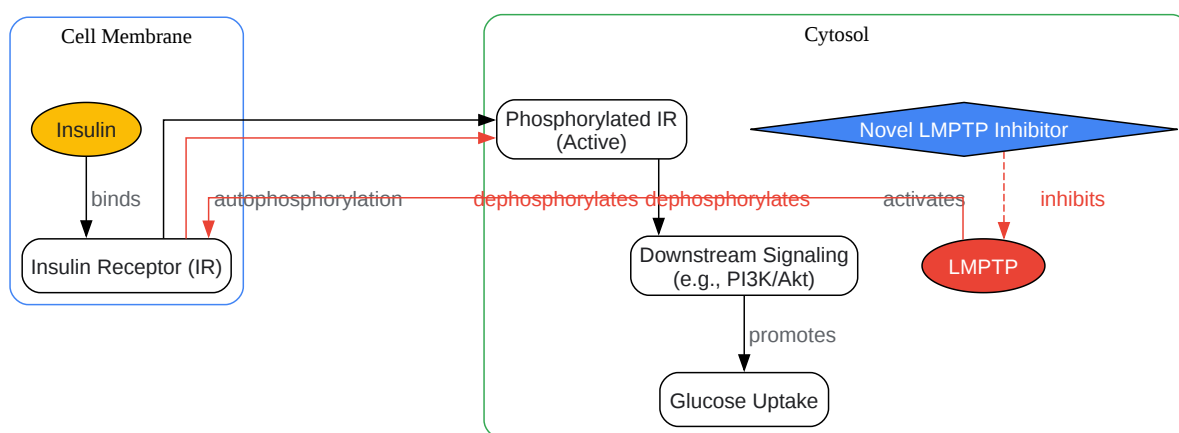 Cell Membrane
Cytosol
Insulin
Phosphorylated IR
(Active)
Novel LMPTP Inhibitor
binds
autophosphorylation
dephosphorylates
dephosphorylates
activates
inhibits
Insulin Receptor (IR)
Downstream Signaling
(e.g., PI3K/Akt)
LMPTP
promotes
Glucose Uptake